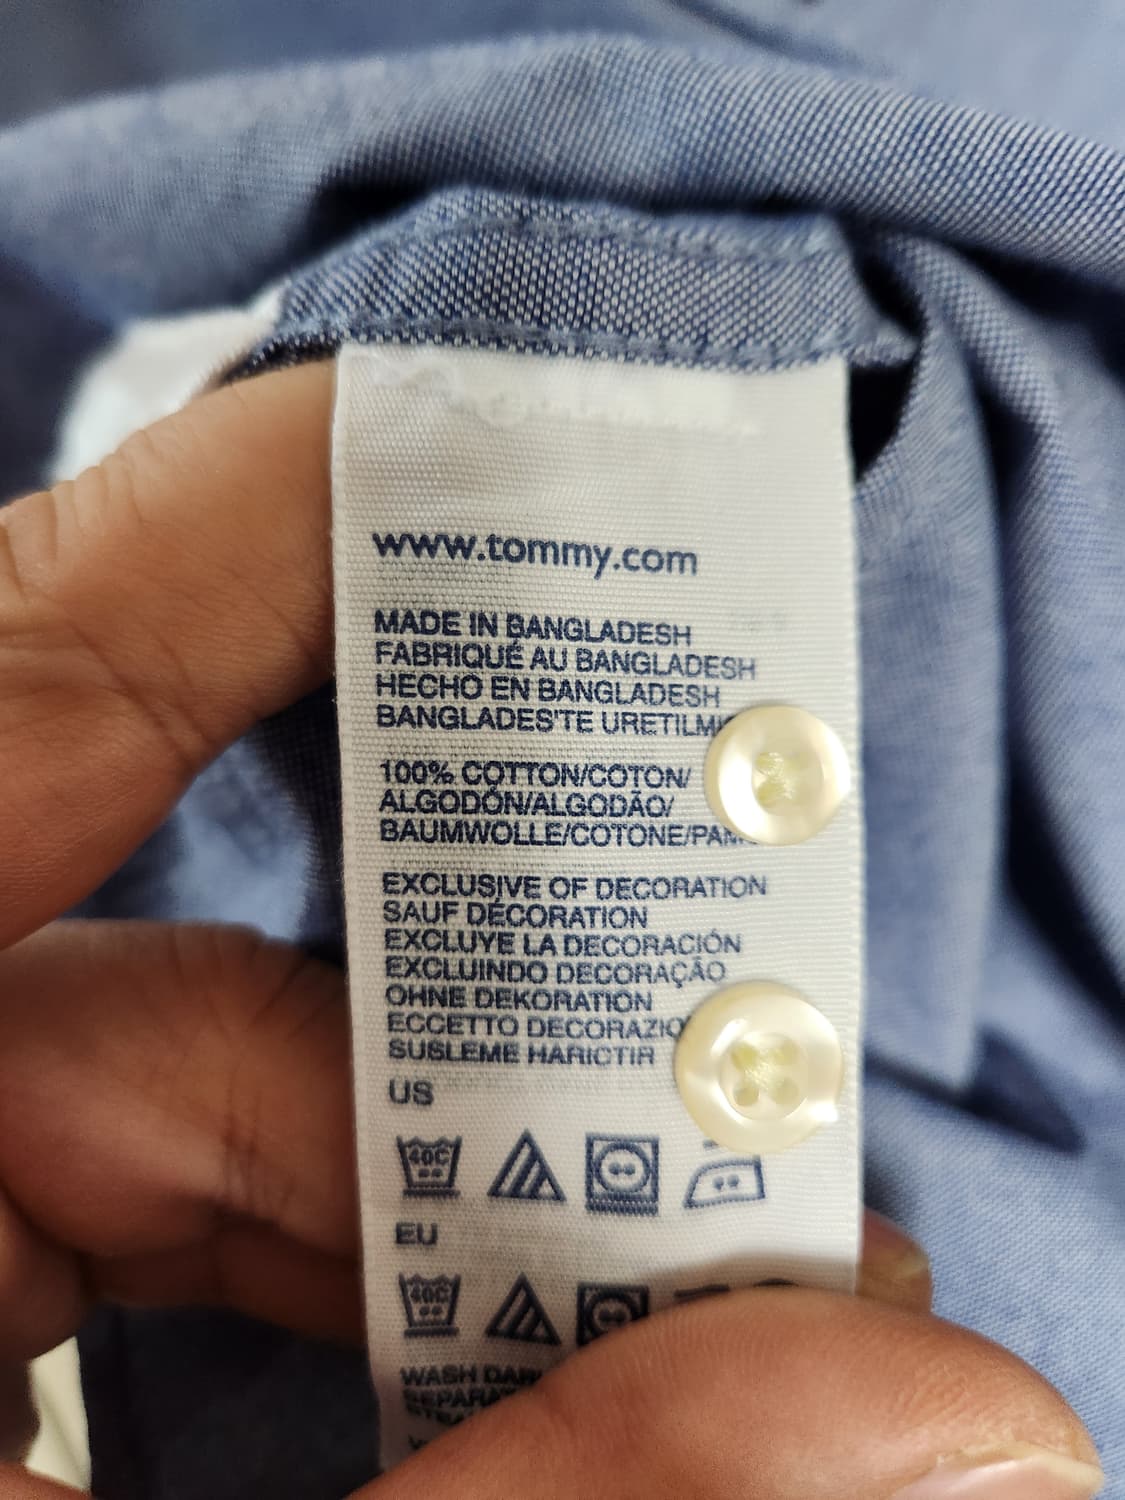 www.tommy.com
MADE IN BANGLADESH
FABRIQUÉ AU BANGLADESH
HECHO EN BANGLADESH
BANGLADES'TE
100% COTTON/COTON/
ALGODÓN/ALGODÃO/
BAUMWOLLE/COTONE/
EXCLUSIVE OF DECORATION
SAUF DÉCORATION
EXCLUYE LA DECORACIÓN
EXCLUINDO DECORAÇÃO
OHNE DEKORATION
ECCETTO
SUSLEME HARICTIR
US
40C
EU
40C
WASH